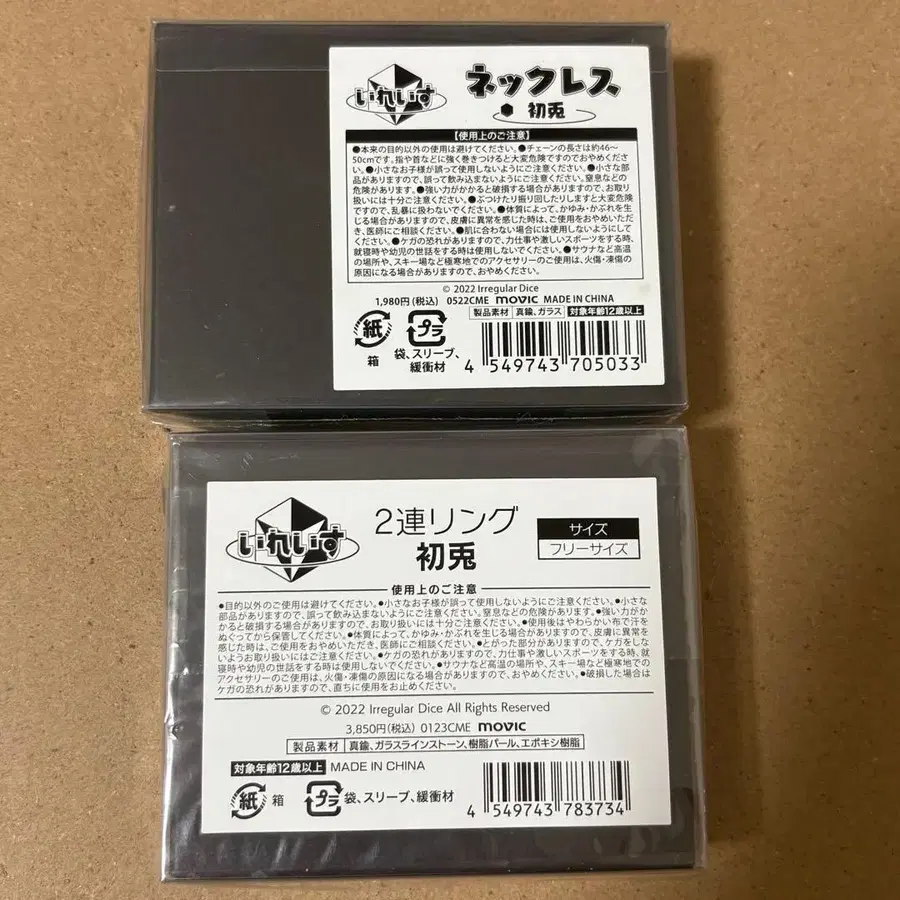 いれいす
ネックレス
初兎
【使用上のご注意】
●本来の目的以外の使用は避けてください。●チェーンの長さは約46～
50cmです。指や首などに強く巻きつけると大変危険ですのでおやめくださ
い。●小さなお子様が誤って使用しないようにご注意ください。●小さな部
品がありますので、誤って飲み込まないようにご注意ください。窒息などの
危険があります。●強い力がかかると破損する場合がありますので、お取り
扱いには十分ご注意ください。●ぶつけたり振り回したりしますと大変危険
ですので、乱暴に扱わないでください。●体質によって、かゆみ・かぶれを生
じる場合がありますので、皮膚に異常を感じた時は、ご使用をおやめいただ
き、医師にご相談ください。●肌に合わない場合には使用しないようにして
ください。●ケガの恐れがありますので、力仕事や激しいスポーツをする時、
就寝時や幼児の世話をする時は使用しないでください。●サウナなど高温
の場所や、スキー場など極寒地でのアクセサリーのご使用は、火傷・凍傷の
原因になる場合がありますので、おやめください。
© 2022 Irregular Dice
1,980円(税込) 0522CME movic MADE IN CHINA
製品素材 真鍮、ガラス 対象年齢12歳以上
紙 プラ
箱 袋、スリーブ、
緩衝材
4 549743 705033
いれいす
2連リング
初兎
サイズ
フリーサイズ
使用上のご注意
●目的以外のご使用は避けてください。●小さなお子様が誤って使用しないようにご注意ください。●小さな
部品がありますので、誤って飲み込まないようにご注意ください。窒息などの危険があります。●強い力がか
かると破損する場合がありますので、お取り扱いには十分ご注意ください。●使用後はやわらかい布で汗を
ぬぐってから保管してください。●体質によって、かゆみ・かぶれを生じる場合がありますので、皮膚に異常を
感じた時は、ご使用をおやめいただき、医師にご相談ください。●とがった部分がありますので、ケガをし
ないようお取り扱いにはご注意ください。●ケガの恐れがありますので、力仕事や激しいスポーツをする時、就
寝時や幼児の世話をする時は使用しないでください。●サウナなど高温の場所や、スキー場など極寒地での
アクセサリーのご使用は、火傷・凍傷の原因になる場合がありますので、おやめください。●破損した場合は
ケガの恐れがありますので、直ちに使用をお止めください。
© 2022 Irregular Dice All Rights Reserved
3,850円(税込) 0123CME movic
製品素材 真鍮、ガラスラインストーン、樹脂パール、エポキシ樹脂
対象年齢12歳以上 MADE IN CHINA
紙 箱 プラ 袋、スリーブ、緩衝材
4 549743 783734